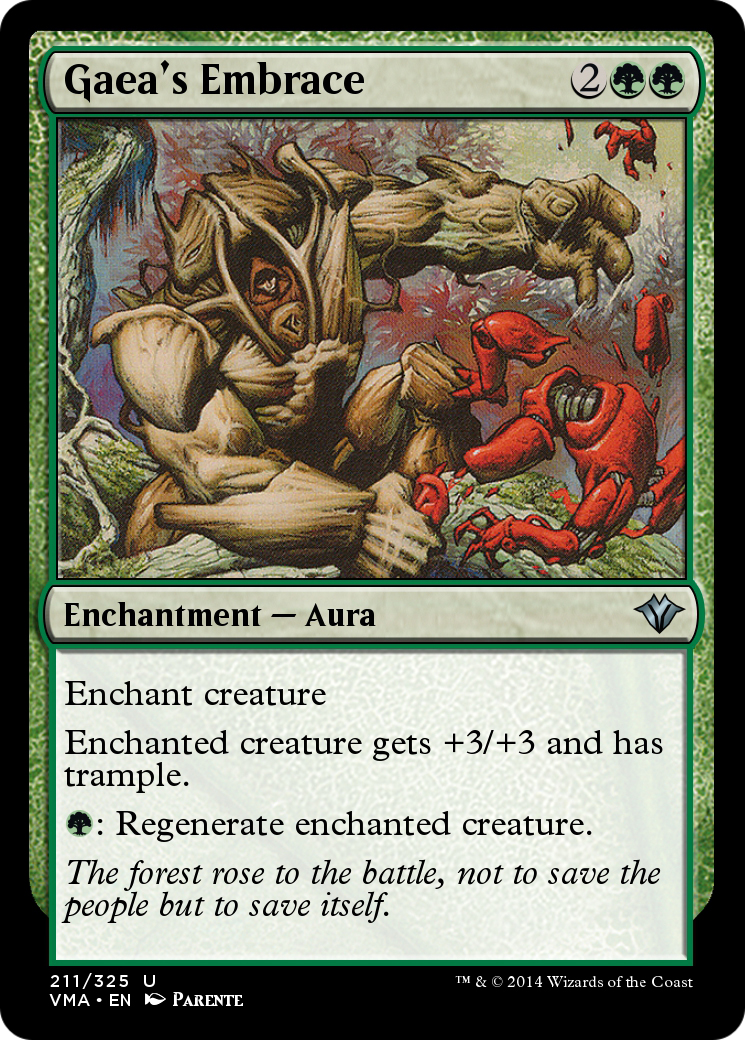 Gaea's Embrace 2
Enchantment — Aura
Enchant creature
Enchanted creature gets +3/+3 and has
trample.
: Regenerate enchanted creature.
The forest rose to the battle, not to save the
people but to save itself.
211/325 U
VMA • EN PARENTE
™ & © 2014 Wizards of the Coast